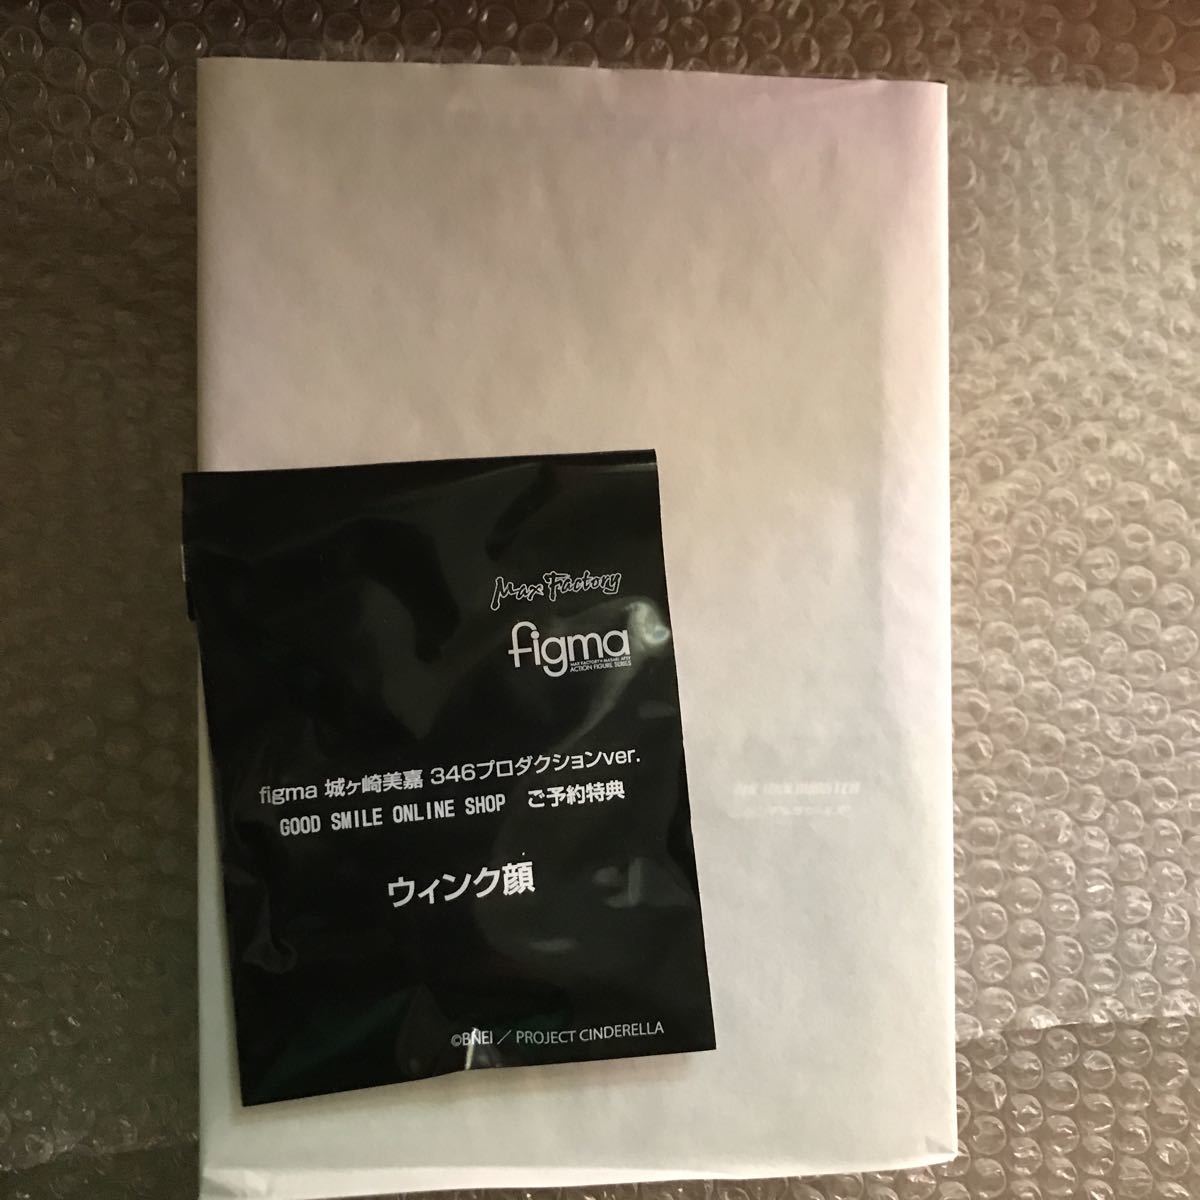 Max Factory
figma
MAX FACTORY×MASAKI APSY
ACTION FIGURE SERIES
figma 城ヶ崎美嘉 346プロダクションver.
GOOD SMILE ONLINE SHOP ご予約特典
ウィンク顔
©BNEI／PROJECT CINDERELLA